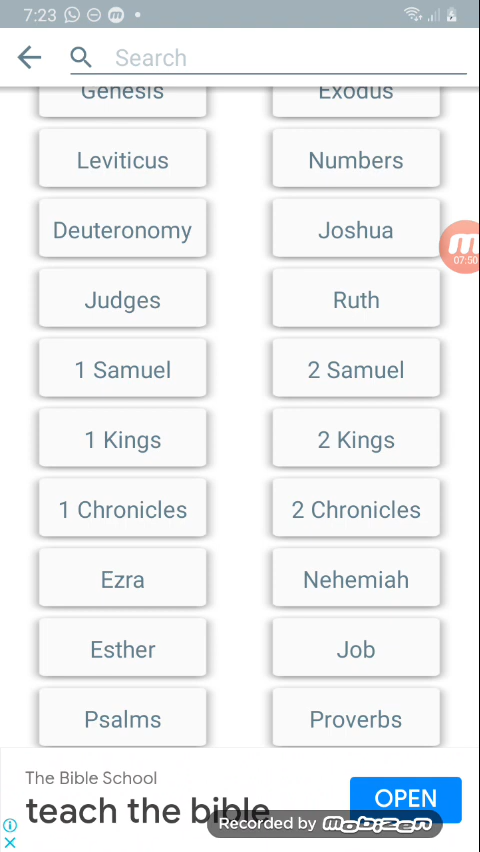 7:23
Search
Genesis Exodus
Leviticus Numbers
Deuteronomy Joshua
07:50
Judges Ruth
1 Samuel 2 Samuel
1 Kings 2 Kings
1 Chronicles 2 Chronicles
Ezra Nehemiah
Esther Job
Psalms Proverbs
The Bible School
teach the bible
OPEN
Recorded by mobizen